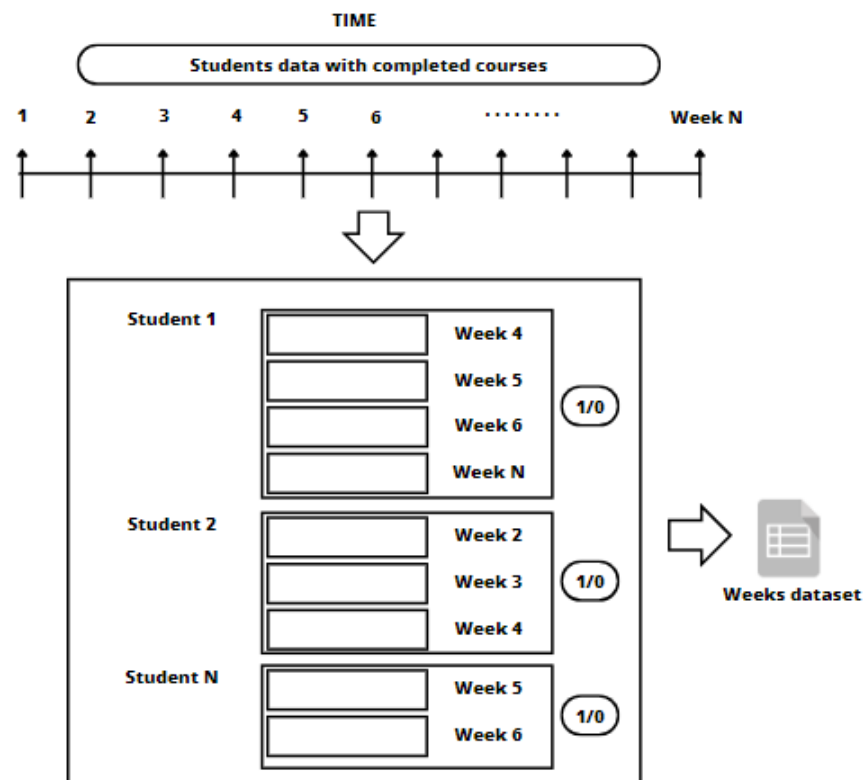 TIME
Students data with completed courses
1 2 3 4 5 6 ........ Week N
Student 1
Week 4
Week 5
1/0
Week 6
Week N
Student 2
Week 2
Week 3
1/0
Week 4
Weeks dataset
Student N
Week 5
1/0
Week 6